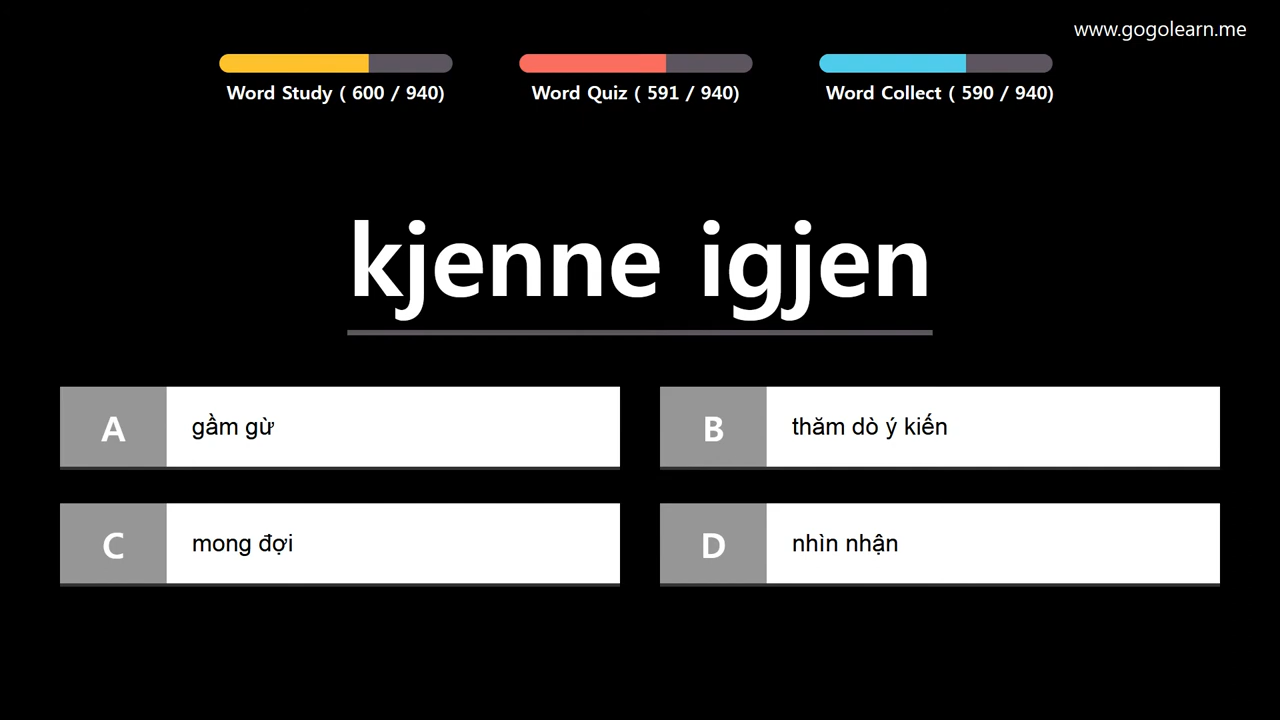 www.gogolearn.me
Word Study ( 600 / 940)
Word Quiz ( 591 / 940)
Word Collect ( 590 / 940)
kjenne igjen
A gầm gừ
B thăm dò ý kiến
C mong đợi
D nhìn nhận